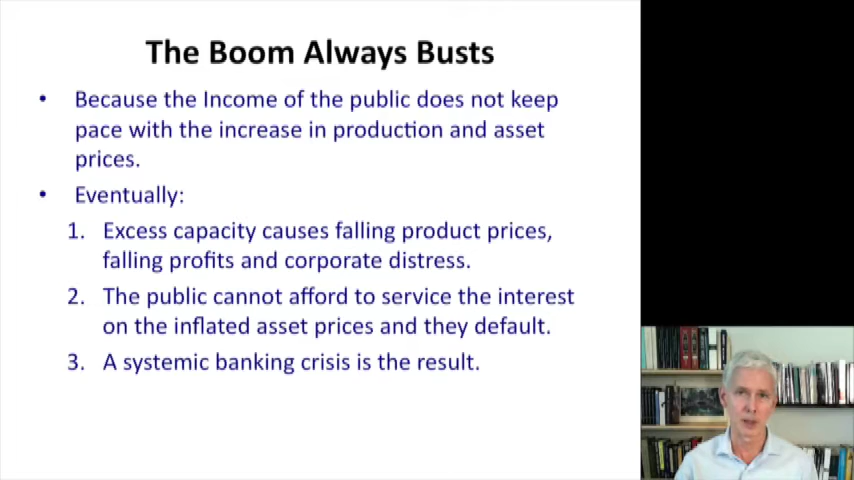 The Boom Always Busts
• Because the Income of the public does not keep
pace with the increase in production and asset
prices.
• Eventually:
1. Excess capacity causes falling product prices,
falling profits and corporate distress.
2. The public cannot afford to service the interest
on the inflated asset prices and they default.
3. A systemic banking crisis is the result.